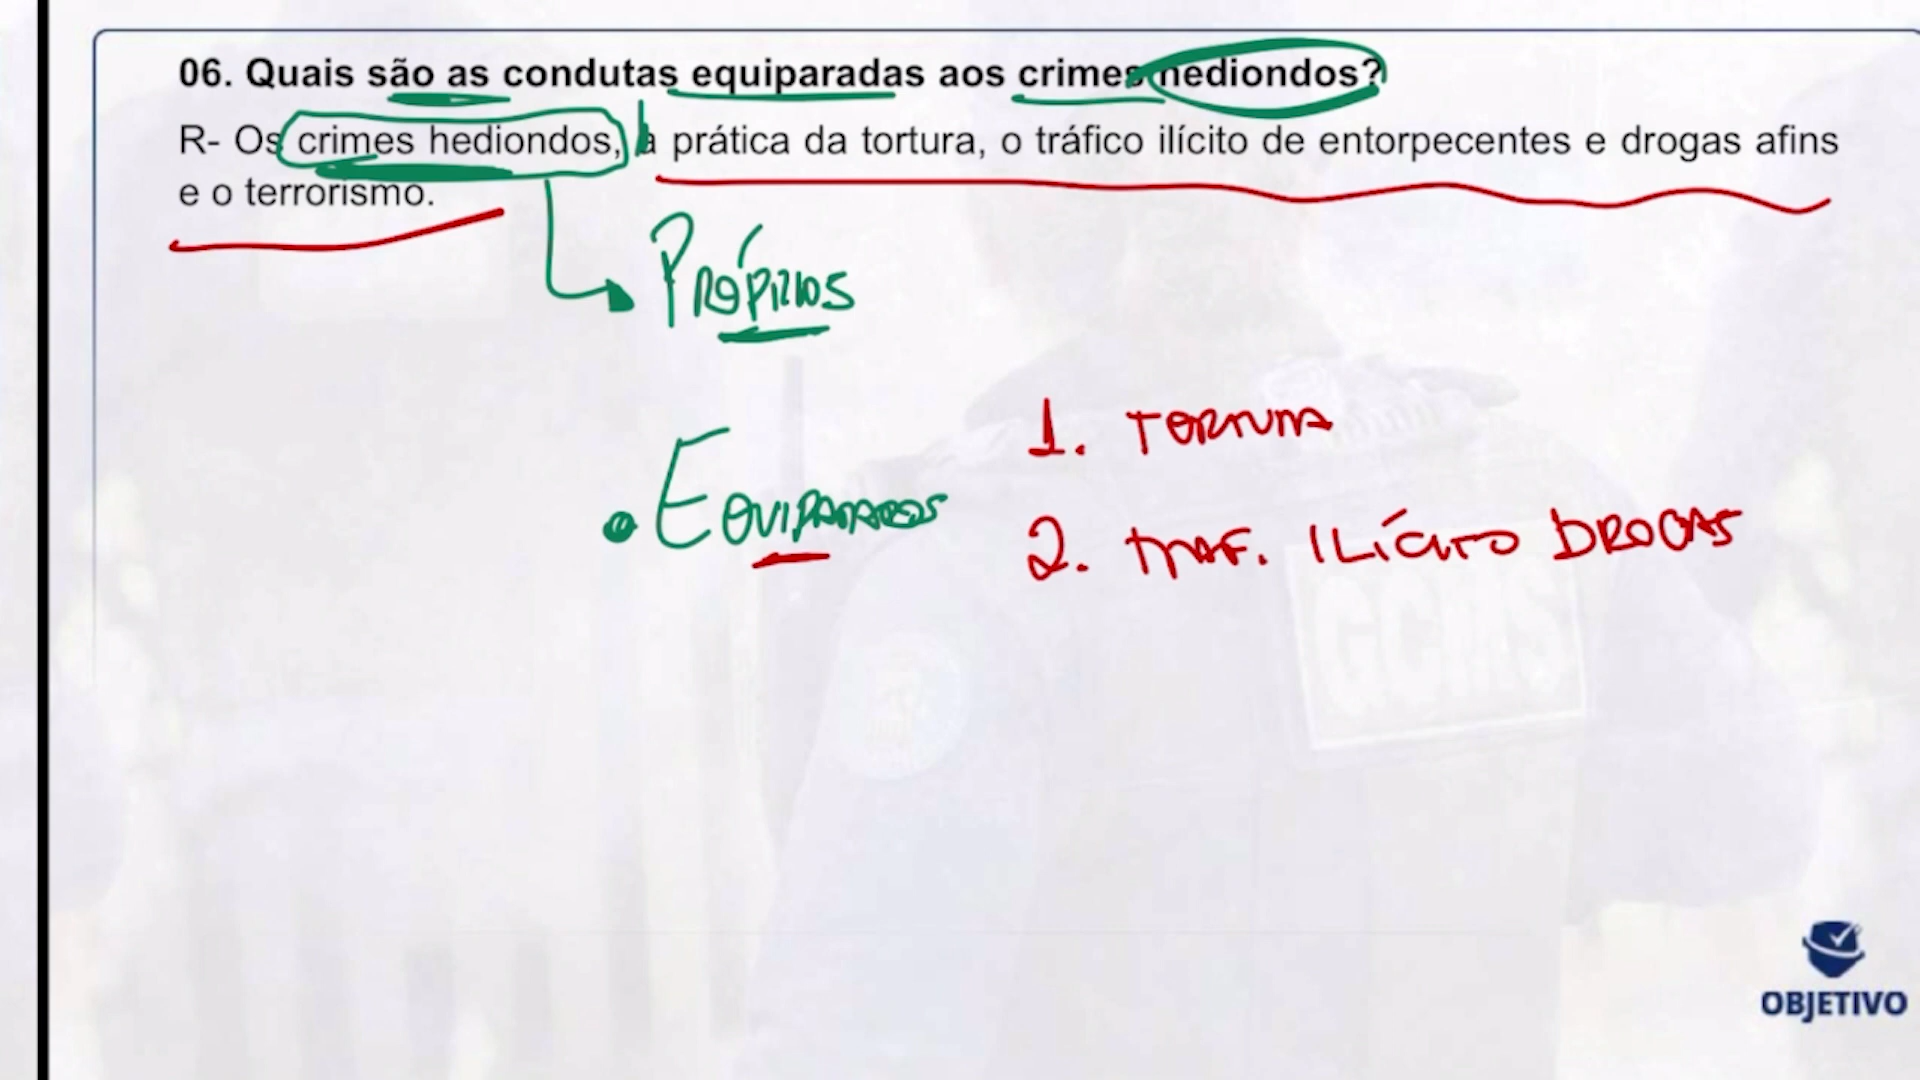 06. Quais são as condutas equiparadas aos crimes hediondos?
R- Os crimes hediondos, a prática da tortura, o tráfico ilícito de entorpecentes e drogas afins
e o terrorismo.
PRÓPRIOS
1. TORTURA
• EQUIPARADOS
2. TRAF. ILÍCITO DROGAS
GCMS
OBJETIVO